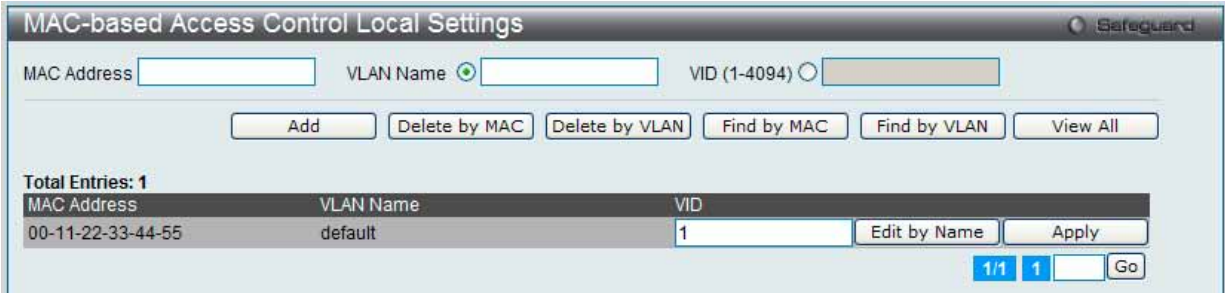 MAC-based Access Control Local Settings
Safeguard
MAC Address VLAN Name VID (1-4094)
Add Delete by MAC Delete by VLAN Find by MAC Find by VLAN View All
Total Entries: 1
MAC Address VLAN Name VID
00-11-22-33-44-55 default 1 Edit by Name Apply
1/1 1 Go